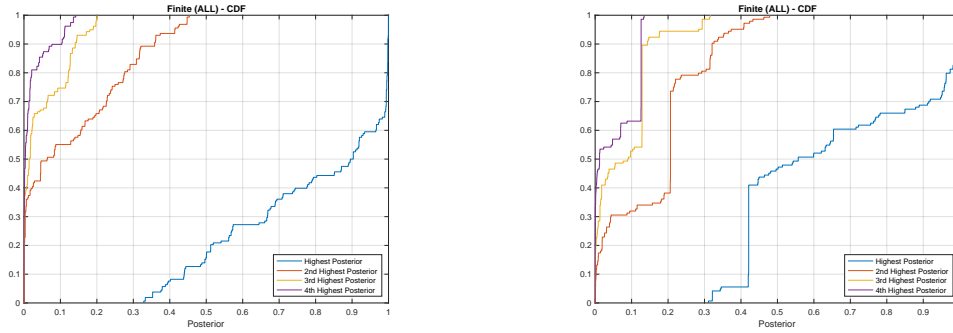 Finite (ALL) - CDF
1
0.9
0.8
0.7
0.6
0.5
0.4
0.3
0.2
0.1
0
0 0.1 0.2 0.3 0.4 0.5 0.6 0.7 0.8 0.9 1
Posterior
Highest Posterior
2nd Highest Posterior
3rd Highest Posterior
4th Highest Posterior
Finite (ALL) - CDF
1
0.9
0.8
0.7
0.6
0.5
0.4
0.3
0.2
0.1
0
0 0.1 0.2 0.3 0.4 0.5 0.6 0.7 0.8 0.9
Posterior
Highest Posterior
2nd Highest Posterior
3rd Highest Posterior
4th Highest Posterior